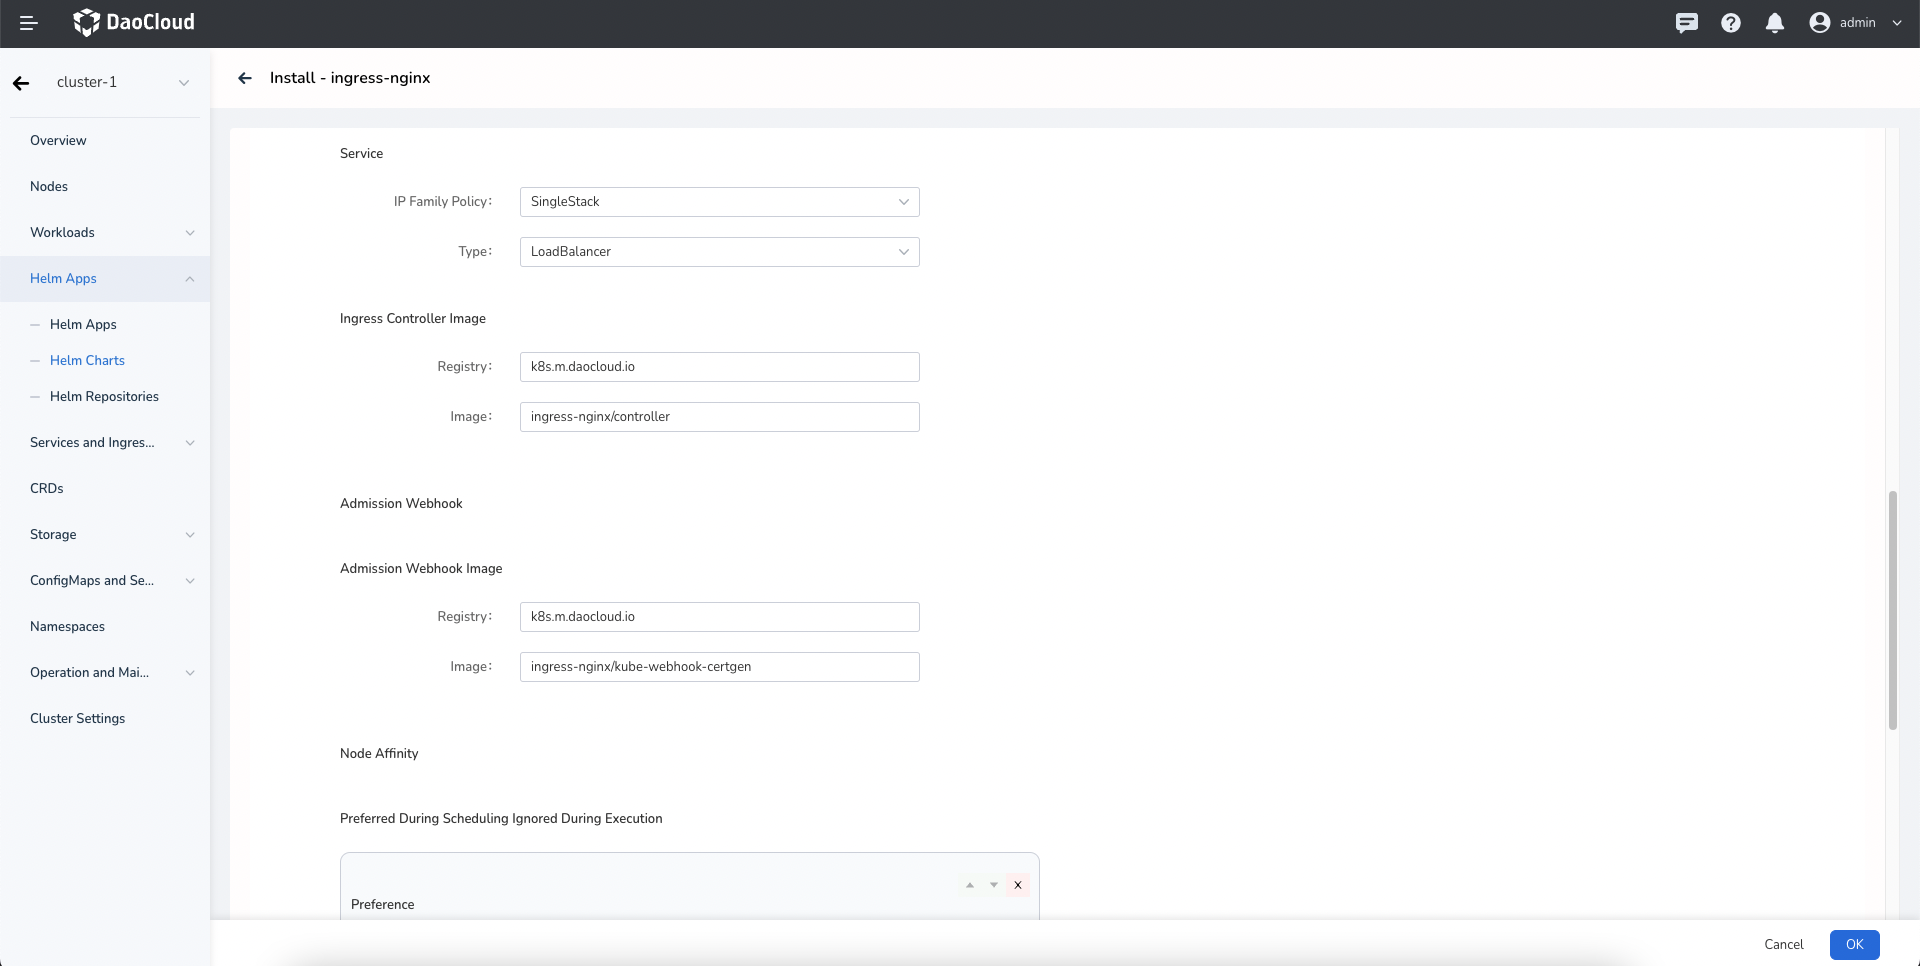 DaoCloud
admin
cluster-1
Overview
Nodes
Workloads
Helm Apps
Helm Apps
Helm Charts
Helm Repositories
Services and Ingres...
CRDs
Storage
ConfigMaps and Se...
Namespaces
Operation and Mai...
Cluster Settings
Install - ingress-nginx
Service
IP Family Policy: SingleStack
Type: LoadBalancer
Ingress Controller Image
Registry: k8s.m.daocloud.io
Image: ingress-nginx/controller
Admission Webhook
Admission Webhook Image
Registry: k8s.m.daocloud.io
Image: ingress-nginx/kube-webhook-certgen
Node Affinity
Preferred During Scheduling Ignored During Execution
X
Preference
Cancel OK